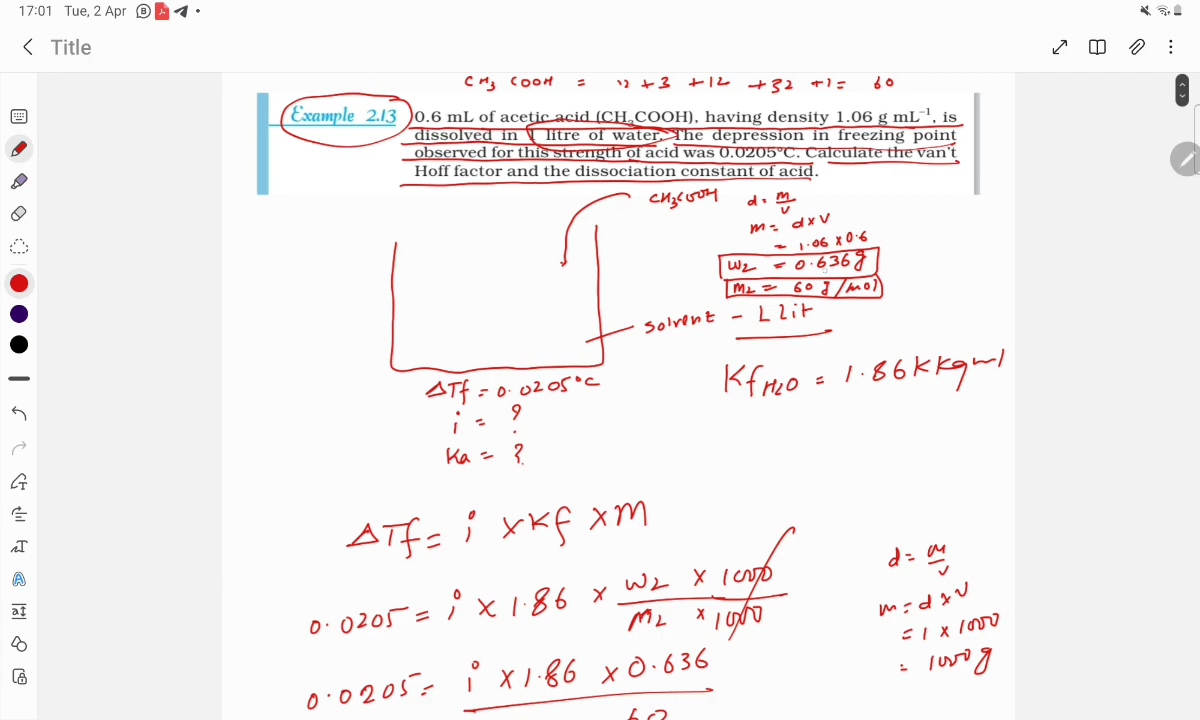 17:01 Tue, 2 Apr
Title
CH3 COOH = 12 +3 +12 +32 +1 = 60
Example 2.13 0.6 mL of acetic acid (CH3COOH), having density 1.06 g mL–1, is
dissolved in 1 litre of water. The depression in freezing point
observed for this strength of acid was 0.0205°C. Calculate the van't
Hoff factor and the dissociation constant of acid.
CH3COOH
d = m/v
m = d x v
= 1.06 x 0.6
w2 = 0.636g
M2 = 60 g/mol
solvent - 1 lit
ΔTf = 0.0205°C
i = ?
Ka = ?
Kf H2O = 1.86 K Kg ml
ΔTf = i x Kf x m
0.0205 = i x 1.86 x w2 x 1000 / M2 x 1000
d = m/v
m = d x v
= 1 x 1000
= 1000g
0.0205 = i x 1.86 x 0.636
60